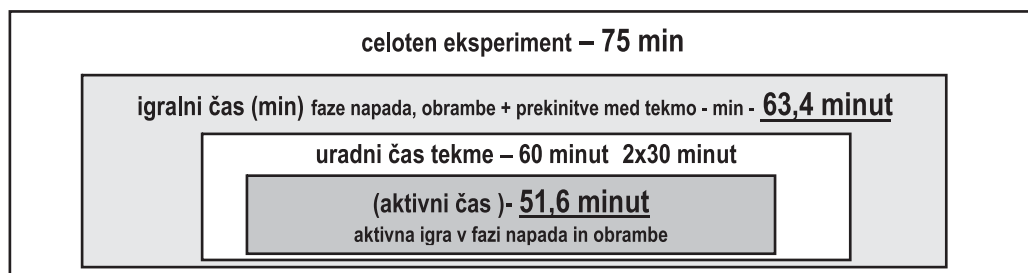 celoten eksperiment – 75 min
igralni čas (min) faze napada, obrambe + prekinitve med tekmo - min - 63,4 minut
uradni čas tekme – 60 minut 2x30 minut
(aktivni čas )- 51,6 minut
aktivna igra v fazi napada in obrambe